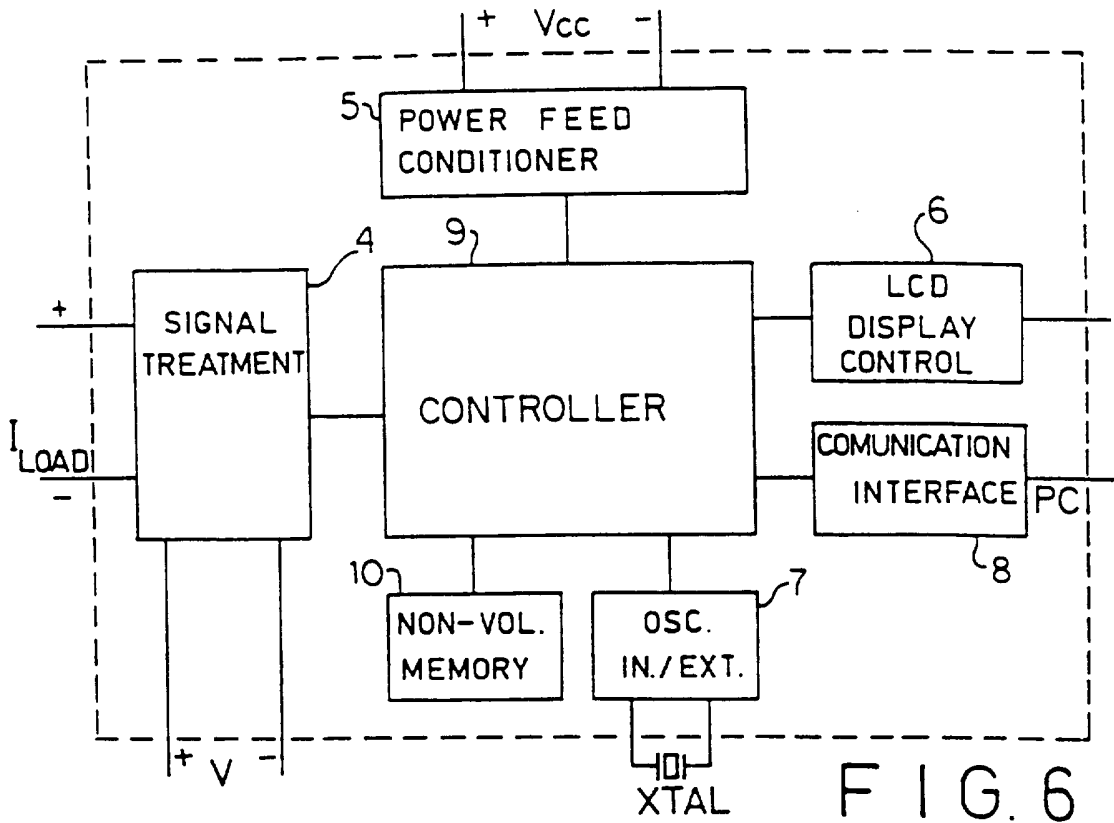 + Vcc -
5
POWER FEED
CONDITIONER
9
4
6
+
SIGNAL
TREATMENT
LCD
DISPLAY
CONTROL
CONTROLLER
I LOAD
-
COMUNICATION
INTERFACE
PC
8
10
NON-VOL.
MEMORY
7
OSC.
IN./EXT.
+ V -
XTAL
FIG. 6